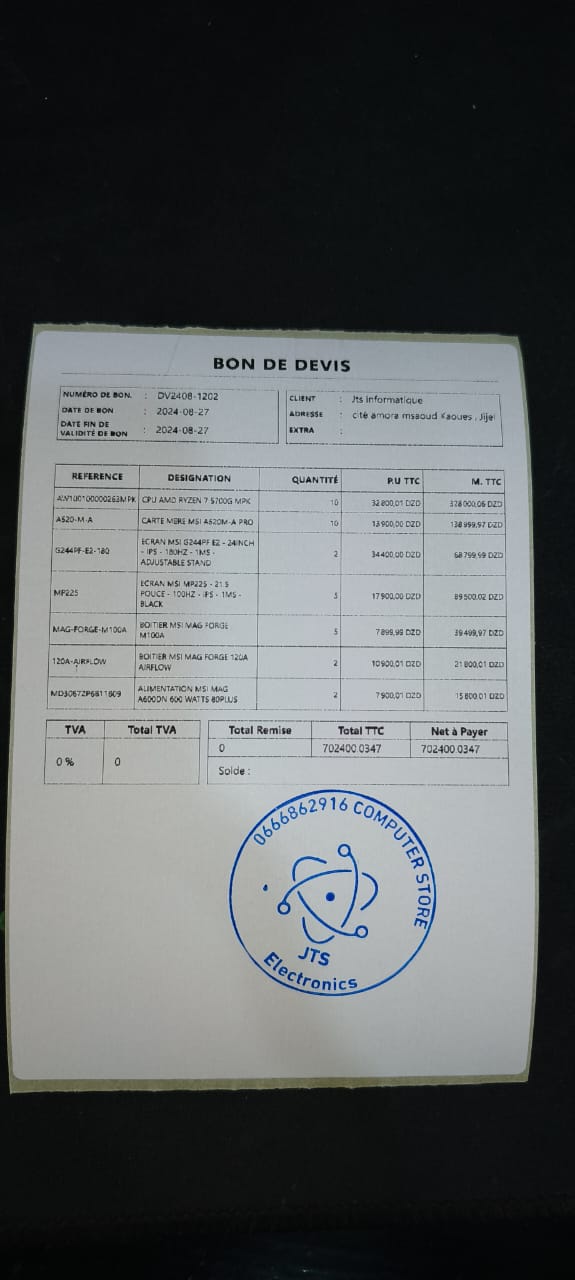 BON DE DEVIS
NUMÉRO DE BON. : DV2408-1202
DATE DE BON : 2024-08-27
DATE FIN DE VALIDITÉ DE BON : 2024-08-27
CLIENT : Jts informatique
ADRESSE : cité amora msaoud Kaoues , Jijel
EXTRA :
REFERENCE DESIGNATION QUANTITÉ P.U TTC M. TTC
CPU AMD RYZEN 7 5700G MPK 10 32 800,01 DZD 328 000,06 DZD
A520-M-A CARTE MERE MSI A520M-A PRO 10 13 900,00 DZD 138 999,97 DZD
G244PF-E2-180 ECRAN MSI G244PF E2 - 24INCH
- IPS - 180HZ - 1MS -
ADJUSTABLE STAND 2 34 400,00 DZD 68 799,99 DZD
MP225 ECRAN MSI MP225 - 21.5
POUCE - 100HZ - IPS - 1MS -
BLACK 5 17 900,00 DZD 89 500,02 DZD
MAG-FORGE-M100A BOITIER MSI MAG FORGE
M100A 5 7 899,99 DZD 39 499,97 DZD
120A-AIRFLOW BOITIER MSI MAG FORGE 120A
AIRFLOW 2 10 900,01 DZD 21 800,01 DZD
ALIMENTATION MSI MAG
A600DN 600 WATTS 80PLUS 2 7 900,01 DZD 15 800,01 DZD
TVA Total TVA
0 % 0
Total Remise Total TTC Net à Payer
0 702400.0347 702400.0347
Solde :
0666862916 COMPUTER STORE
JTS
Electronics